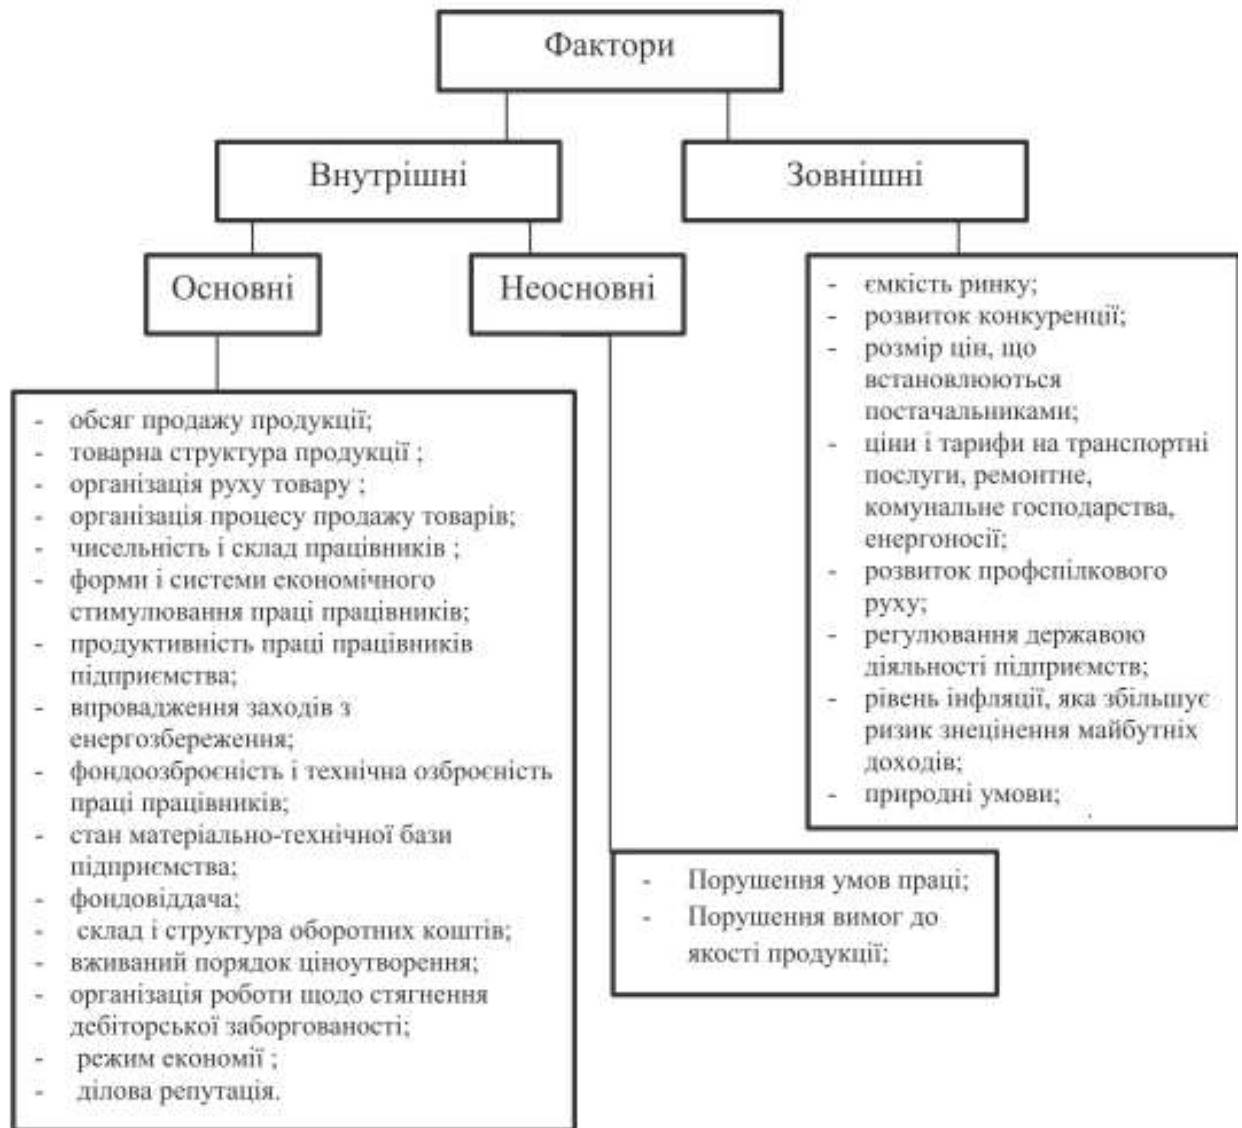 Фактори
Внутрішні
Зовнішні
Основні
Неосновні
- обсяг продажу продукції;
- товарна структура продукції ;
- організація руху товару ;
- організація процесу продажу товарів;
- чисельність і склад працівників ;
- форми і системи економічного
стимулювання праці працівників;
- продуктивність праці працівників
підприємства;
- впровадження заходів з
енергозбереження;
- фондоозброєність і технічна озброєність
праці працівників;
- стан матеріально-технічної бази
підприємства;
- фондовіддача;
- склад і структура оборотних коштів;
- вживаний порядок ціноутворення;
- організація роботи щодо стягнення
дебіторської заборгованості;
- режим економії ;
- ділова репутація.
- Порушення умов праці;
- Порушення вимог до
якості продукції;
- ємкість ринку;
- розвиток конкуренції;
- розмір цін, що
встановлюються
постачальниками;
- ціни і тарифи на транспортні
послуги, ремонтне,
комунальне господарства,
енергоносії;
- розвиток профспілкового
руху;
- регулювання державою
діяльності підприємств;
- рівень інфляції, яка збільшує
ризик знецінення майбутніх
доходів;
- природні умови;